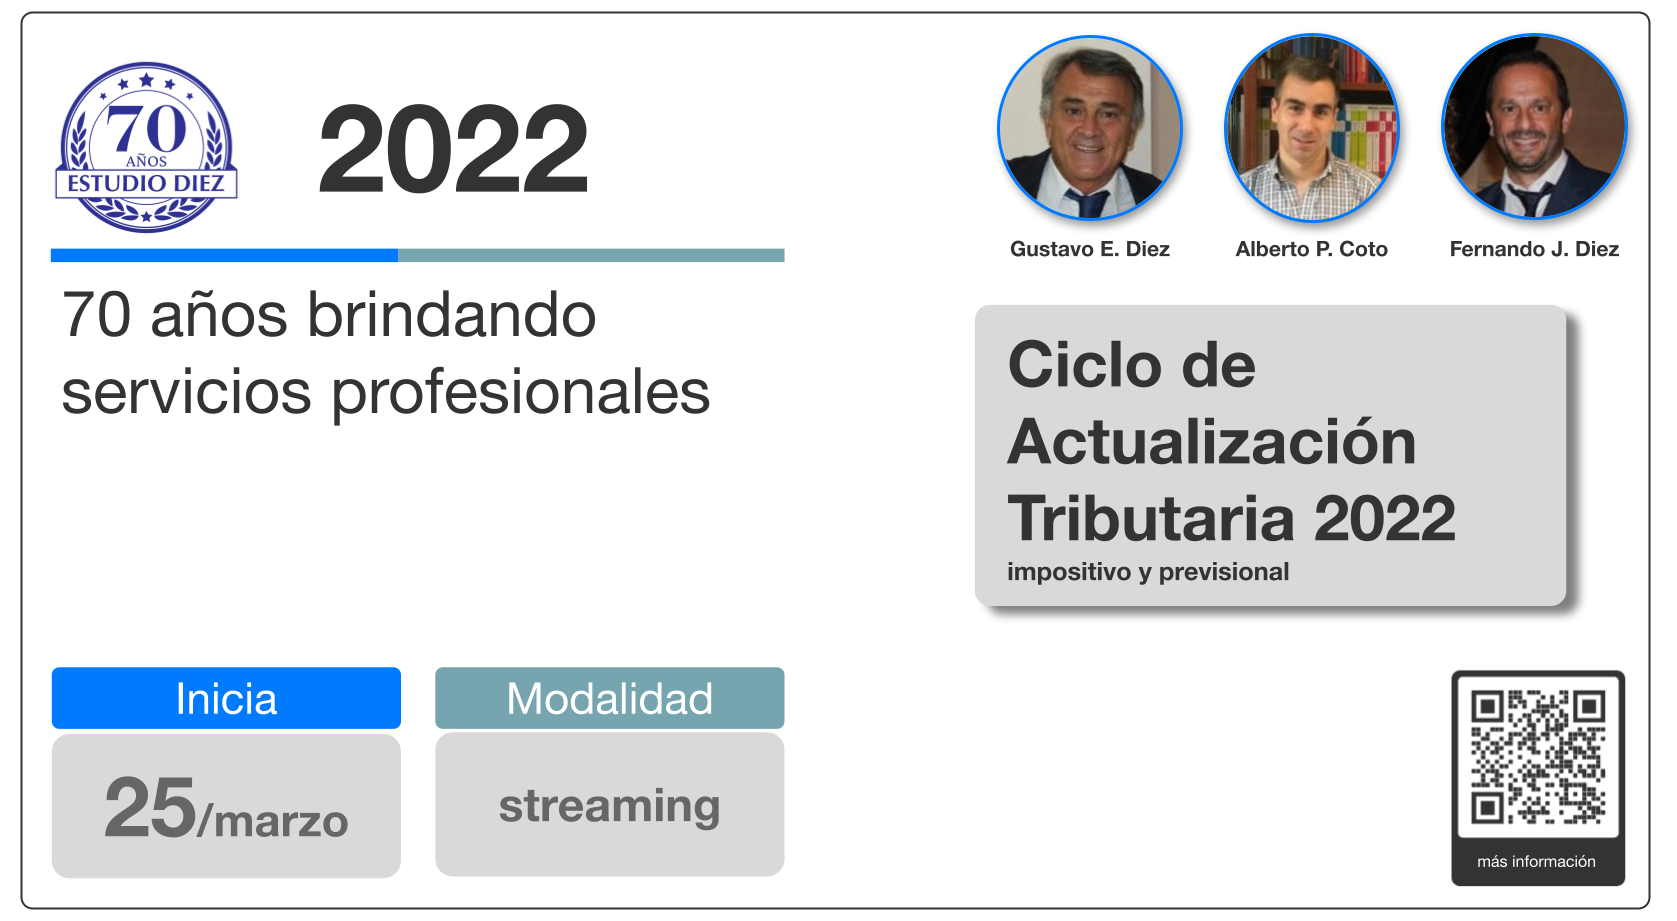 70
AÑOS
ESTUDIO DIEZ
2022
70 años brindando
servicios profesionales
Gustavo E. Diez
Alberto P. Coto
Fernando J. Diez
Ciclo de
Actualización
Tributaria 2022
impositivo y previsional
Inicia
25/marzo
Modalidad
streaming
más información